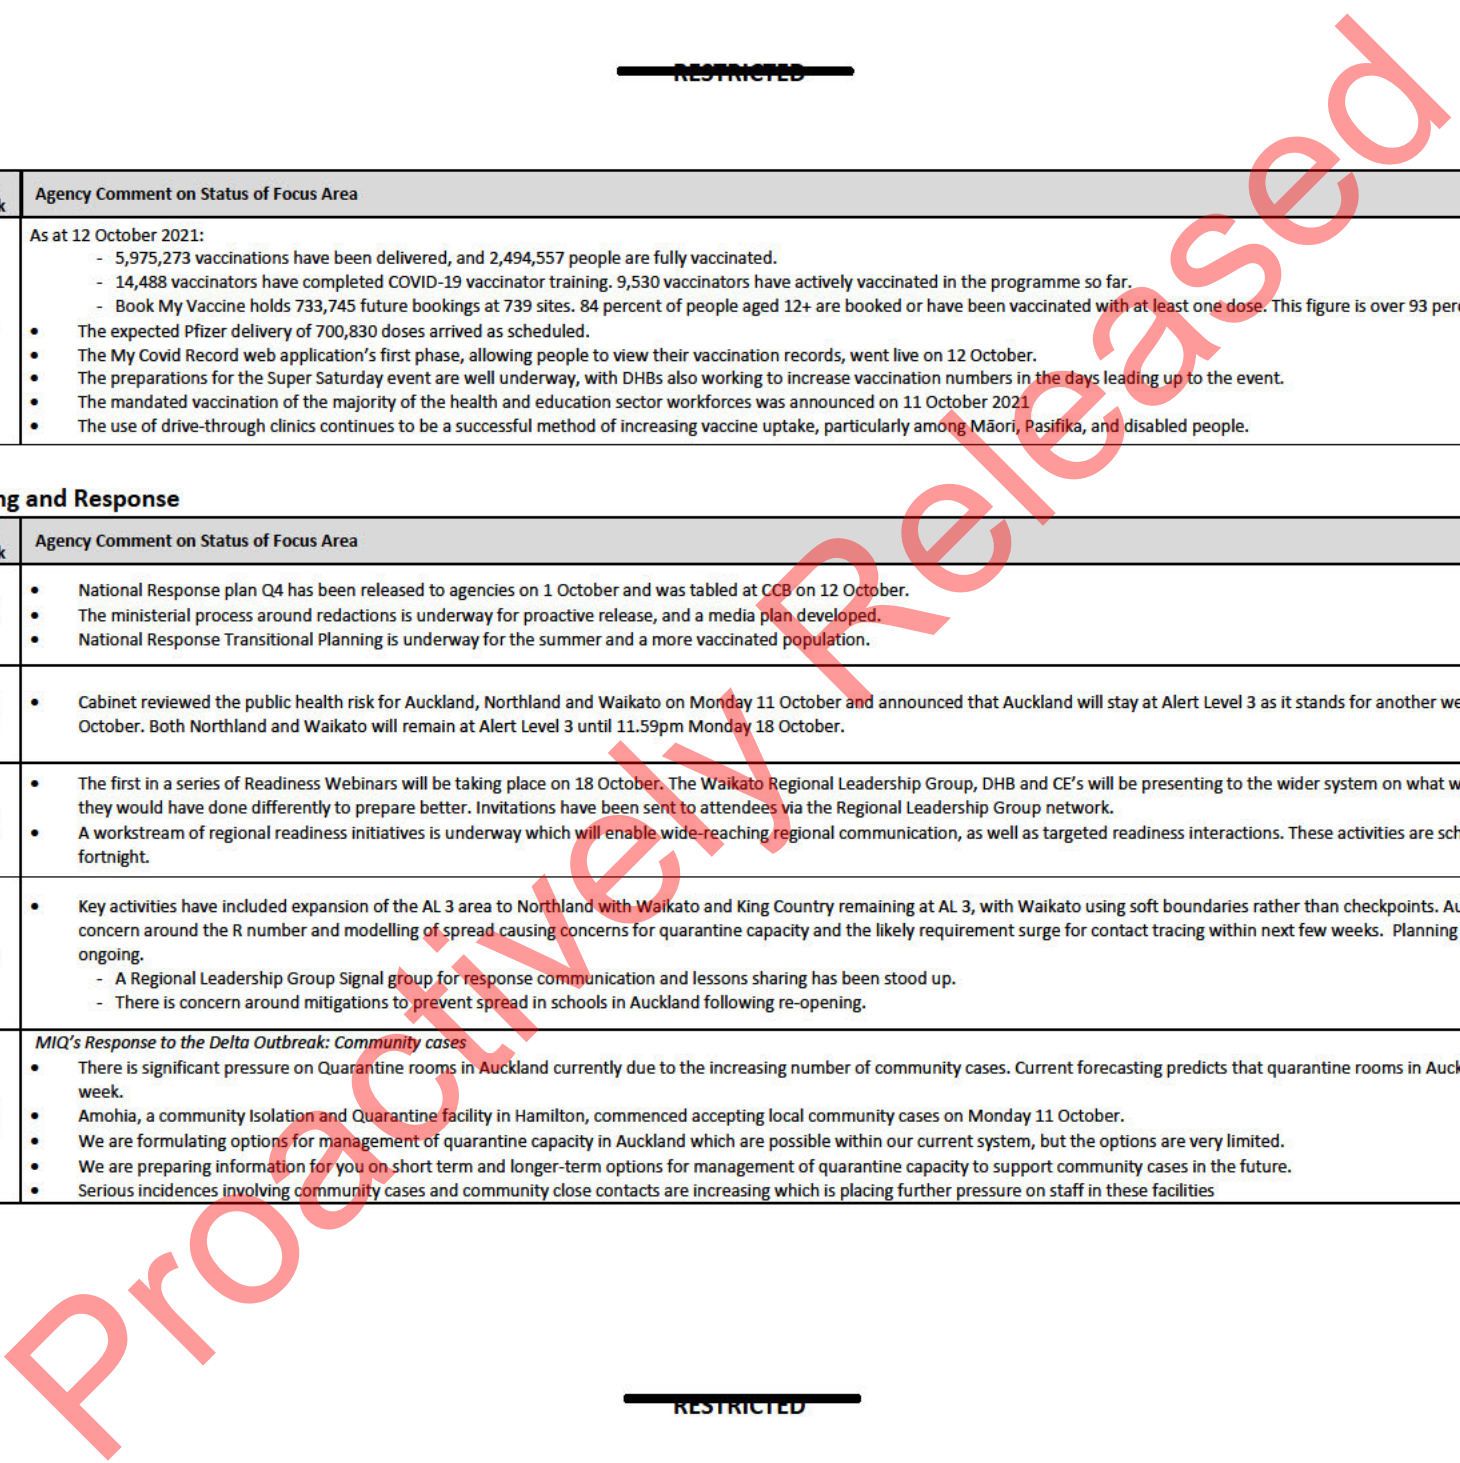 RESTRICTED
k
Agency Comment on Status of Focus Area
As at 12 October 2021:
- 5,975,273 vaccinations have been delivered, and 2,494,557 people are fully vaccinated.
- 14,488 vaccinators have completed COVID-19 vaccinator training. 9,530 vaccinators have actively vaccinated in the programme so far.
- Book My Vaccine holds 733,745 future bookings at 739 sites. 84 percent of people aged 12+ are booked or have been vaccinated with at least one dose. This figure is over 93 perc
• The expected Pfizer delivery of 700,830 doses arrived as scheduled.
• The My Covid Record web application's first phase, allowing people to view their vaccination records, went live on 12 October.
• The preparations for the Super Saturday event are well underway, with DHBs also working to increase vaccination numbers in the days leading up to the event.
• The mandated vaccination of the majority of the health and education sector workforces was announced on 11 October 2021
• The use of drive-through clinics continues to be a successful method of increasing vaccine uptake, particularly among Māori, Pasifika, and disabled people.
ng and Response
k
Agency Comment on Status of Focus Area
• National Response plan Q4 has been released to agencies on 1 October and was tabled at CCB on 12 October.
• The ministerial process around redactions is underway for proactive release, and a media plan developed.
• National Response Transitional Planning is underway for the summer and a more vaccinated population.
• Cabinet reviewed the public health risk for Auckland, Northland and Waikato on Monday 11 October and announced that Auckland will stay at Alert Level 3 as it stands for another we
October. Both Northland and Waikato will remain at Alert Level 3 until 11.59pm Monday 18 October.
• The first in a series of Readiness Webinars will be taking place on 18 October. The Waikato Regional Leadership Group, DHB and CE's will be presenting to the wider system on what w
they would have done differently to prepare better. Invitations have been sent to attendees via the Regional Leadership Group network.
• A workstream of regional readiness initiatives is underway which will enable wide-reaching regional communication, as well as targeted readiness interactions. These activities are sch
fortnight.
• Key activities have included expansion of the AL 3 area to Northland with Waikato and King Country remaining at AL 3, with Waikato using soft boundaries rather than checkpoints. Au
concern around the R number and modelling of spread causing concerns for quarantine capacity and the likely requirement surge for contact tracing within next few weeks. Planning
ongoing.
- A Regional Leadership Group Signal group for response communication and lessons sharing has been stood up.
- There is concern around mitigations to prevent spread in schools in Auckland following re-opening.
MIQ's Response to the Delta Outbreak: Community cases
• There is significant pressure on Quarantine rooms in Auckland currently due to the increasing number of community cases. Current forecasting predicts that quarantine rooms in Auck
week.
• Amohia, a community Isolation and Quarantine facility in Hamilton, commenced accepting local community cases on Monday 11 October.
• We are formulating options for management of quarantine capacity in Auckland which are possible within our current system, but the options are very limited.
• We are preparing information for you on short term and longer-term options for management of quarantine capacity to support community cases in the future.
• Serious incidences involving community cases and community close contacts are increasing which is placing further pressure on staff in these facilities
RESTRICTED
Proactively Released